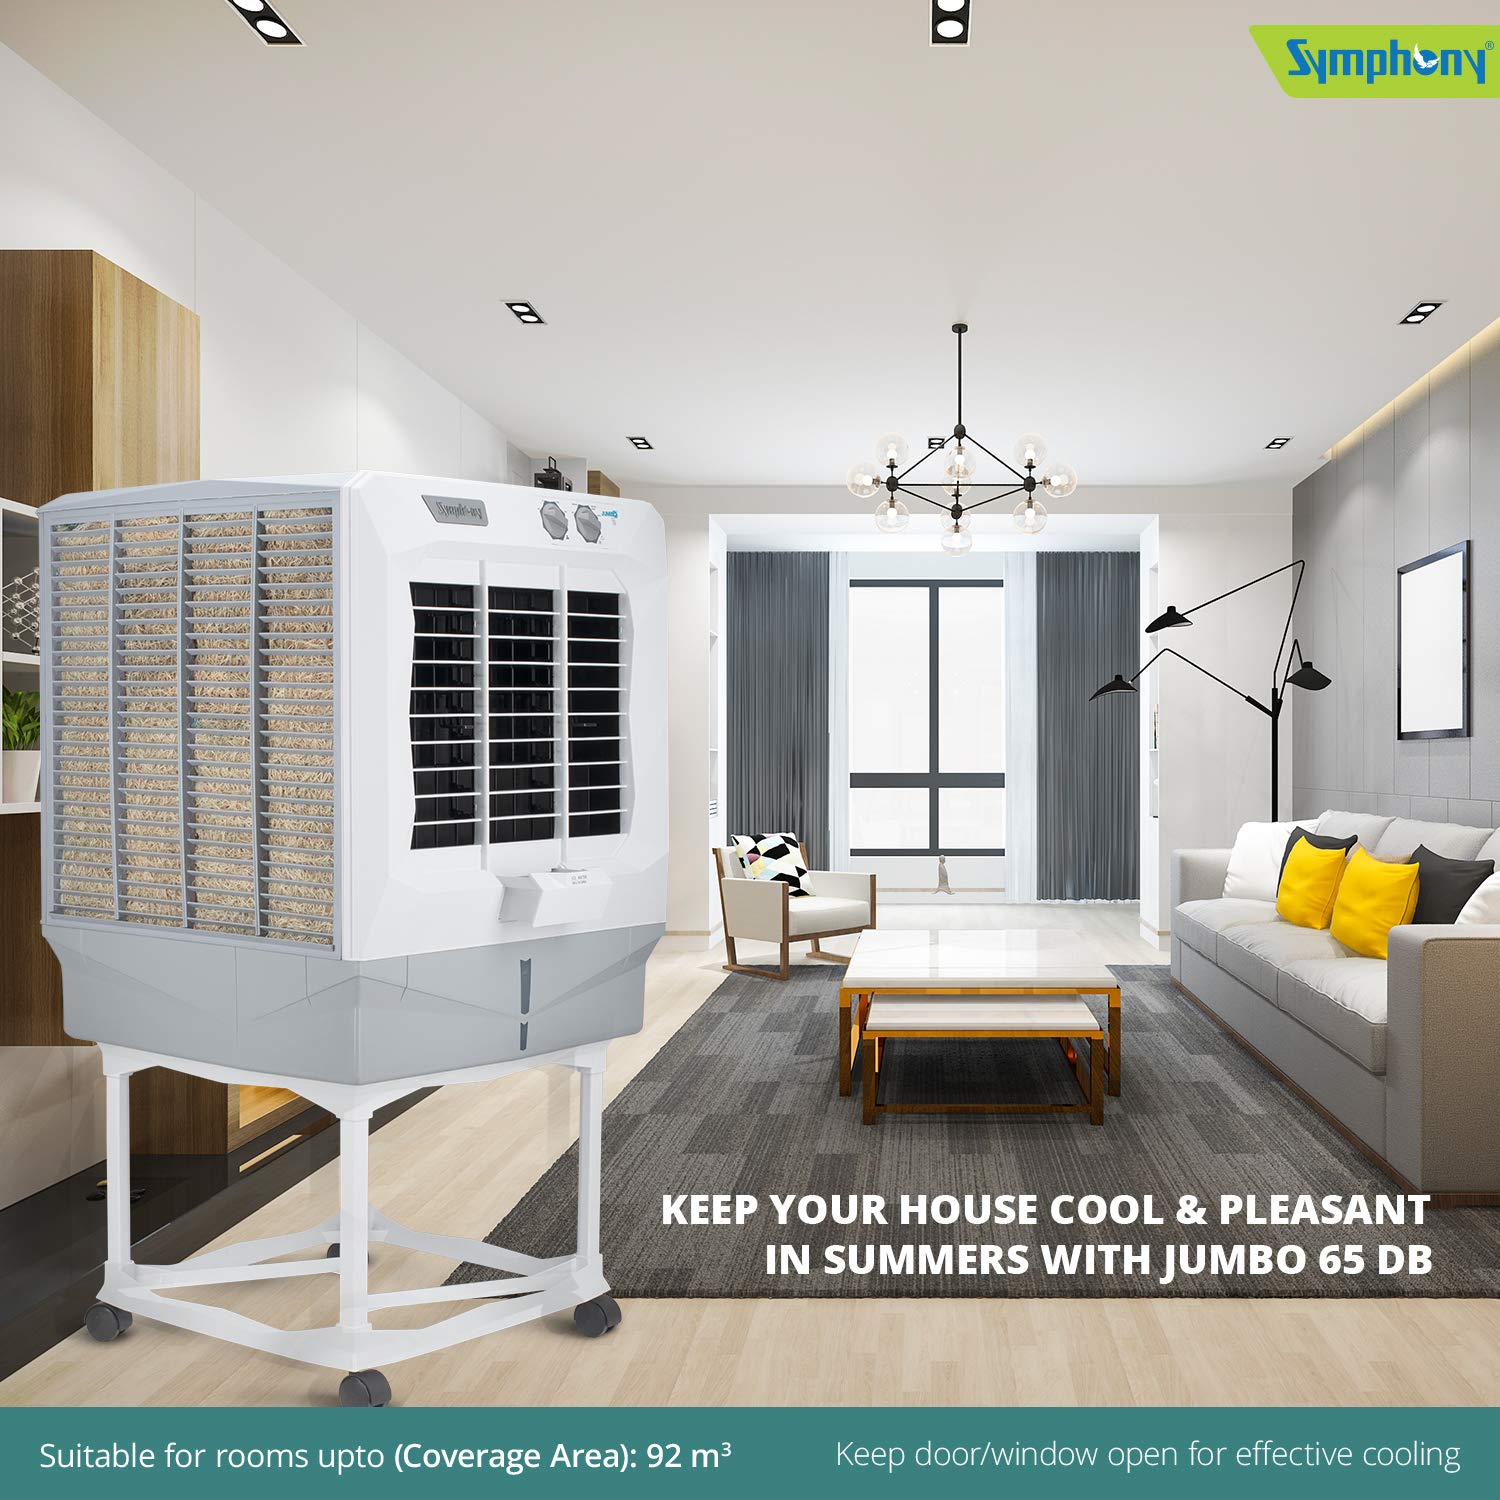 Symphony®
Symphony
KEEP YOUR HOUSE COOL & PLEASANT
IN SUMMERS WITH JUMBO 65 DB
Suitable for rooms upto (Coverage Area): 92 m³
Keep door/window open for effective cooling